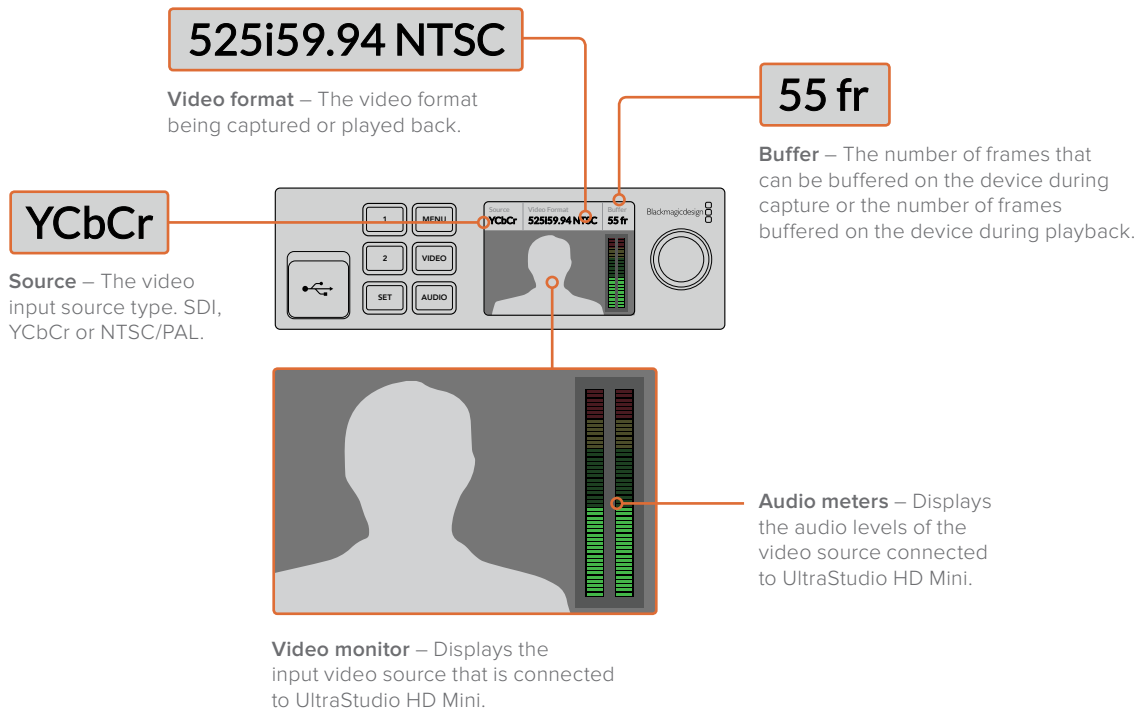 525i59.94 NTSC
Video format – The video format
being captured or played back.
55 fr
Buffer – The number of frames that
can be buffered on the device during
capture or the number of frames
buffered on the device during playback.
YCbCr
Source – The video
input source type. SDI,
YCbCr or NTSC/PAL.
1
MENU
2
VIDEO
SET
AUDIO
Source
YCbCr
Video Format
525i59.94 NTSC
Buffer
55 fr
Blackmagicdesign
Audio meters – Displays
the audio levels of the
video source connected
to UltraStudio HD Mini.
Video monitor – Displays the
input video source that is connected
to UltraStudio HD Mini.